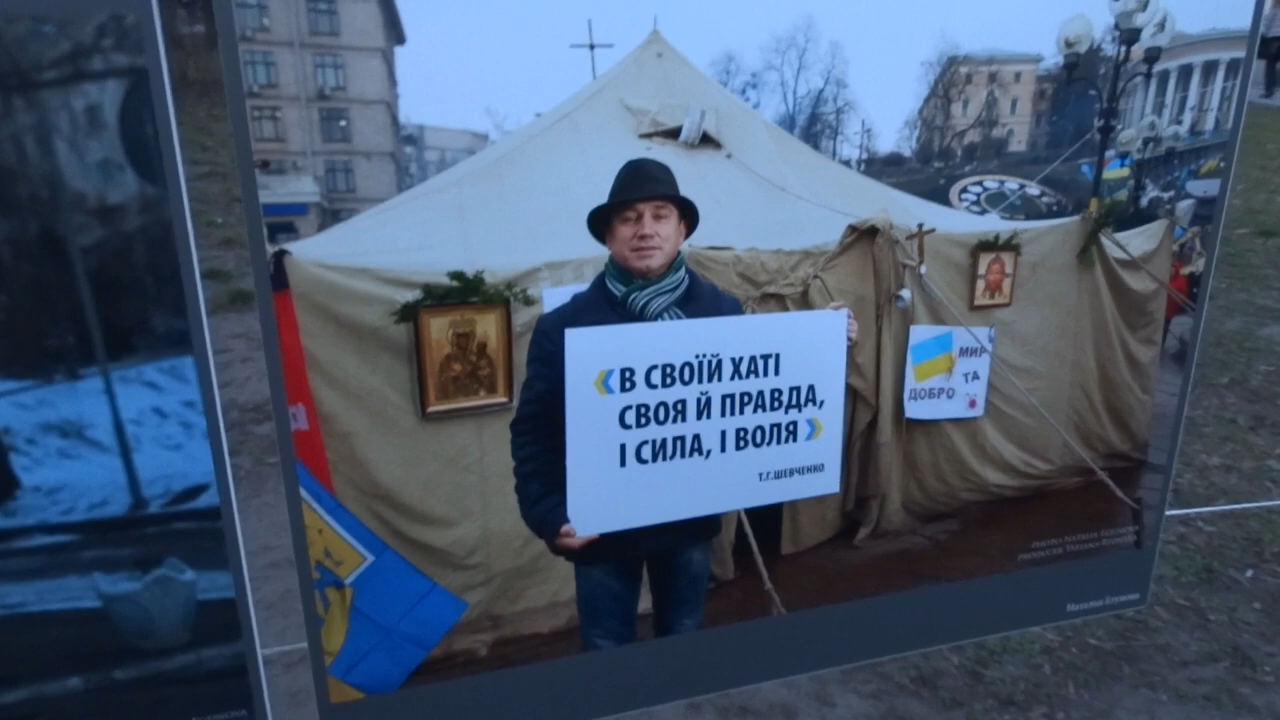 «В СВОЇЙ ХАТІ
СВОЯ Й ПРАВДА,
І СИЛА, І ВОЛЯ»
Т.Г.ШЕВЧЕНКО
МИР
ТА
ДОБРО